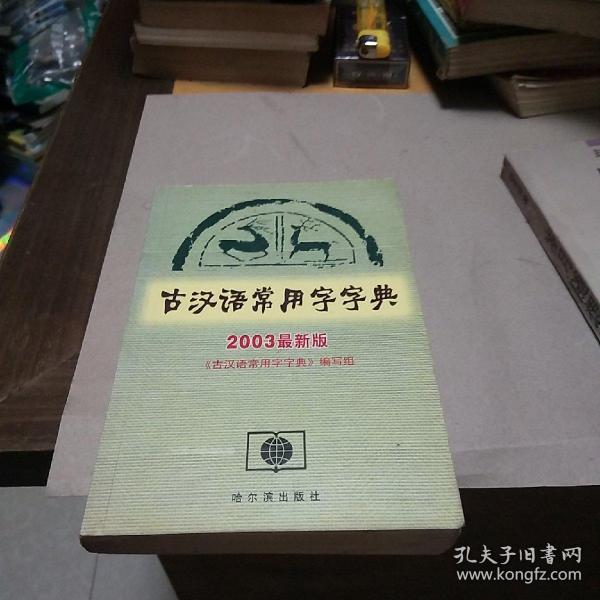 古汉语常用字字典
2003最新版
《古汉语常用字字典》编写组
哈尔滨出版社
孔夫子旧書网
www.kongfz.com